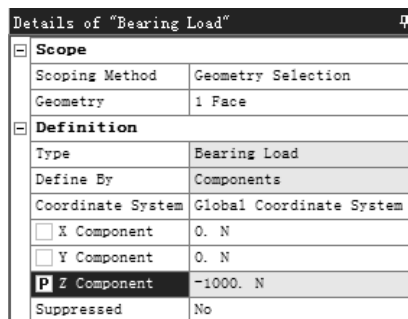 Details of "Bearing Load"
Scope
Scoping Method Geometry Selection
Geometry 1 Face
Definition
Type Bearing Load
Define By Components
Coordinate System Global Coordinate System
X Component 0. N
Y Component 0. N
P Z Component -1000. N
Suppressed No